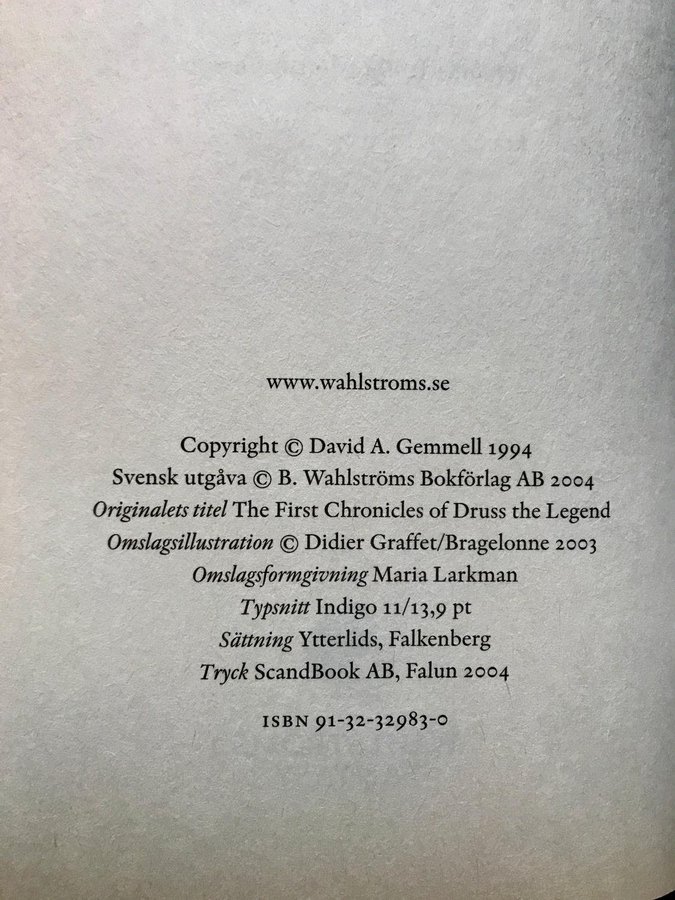 www.wahlstroms.se
Copyright © David A. Gemmell 1994
Svensk utgåva © B. Wahlströms Bokförlag AB 2004
Originalets titel The First Chronicles of Druss the Legend
Omslagsillustration © Didier Graffet/Bragelonne 2003
Omslagsformgivning Maria Larkman
Typsnitt Indigo 11/13,9 pt
Sättning Ytterlids, Falkenberg
Tryck ScandBook AB, Falun 2004
ISBN 91-32-32983-0